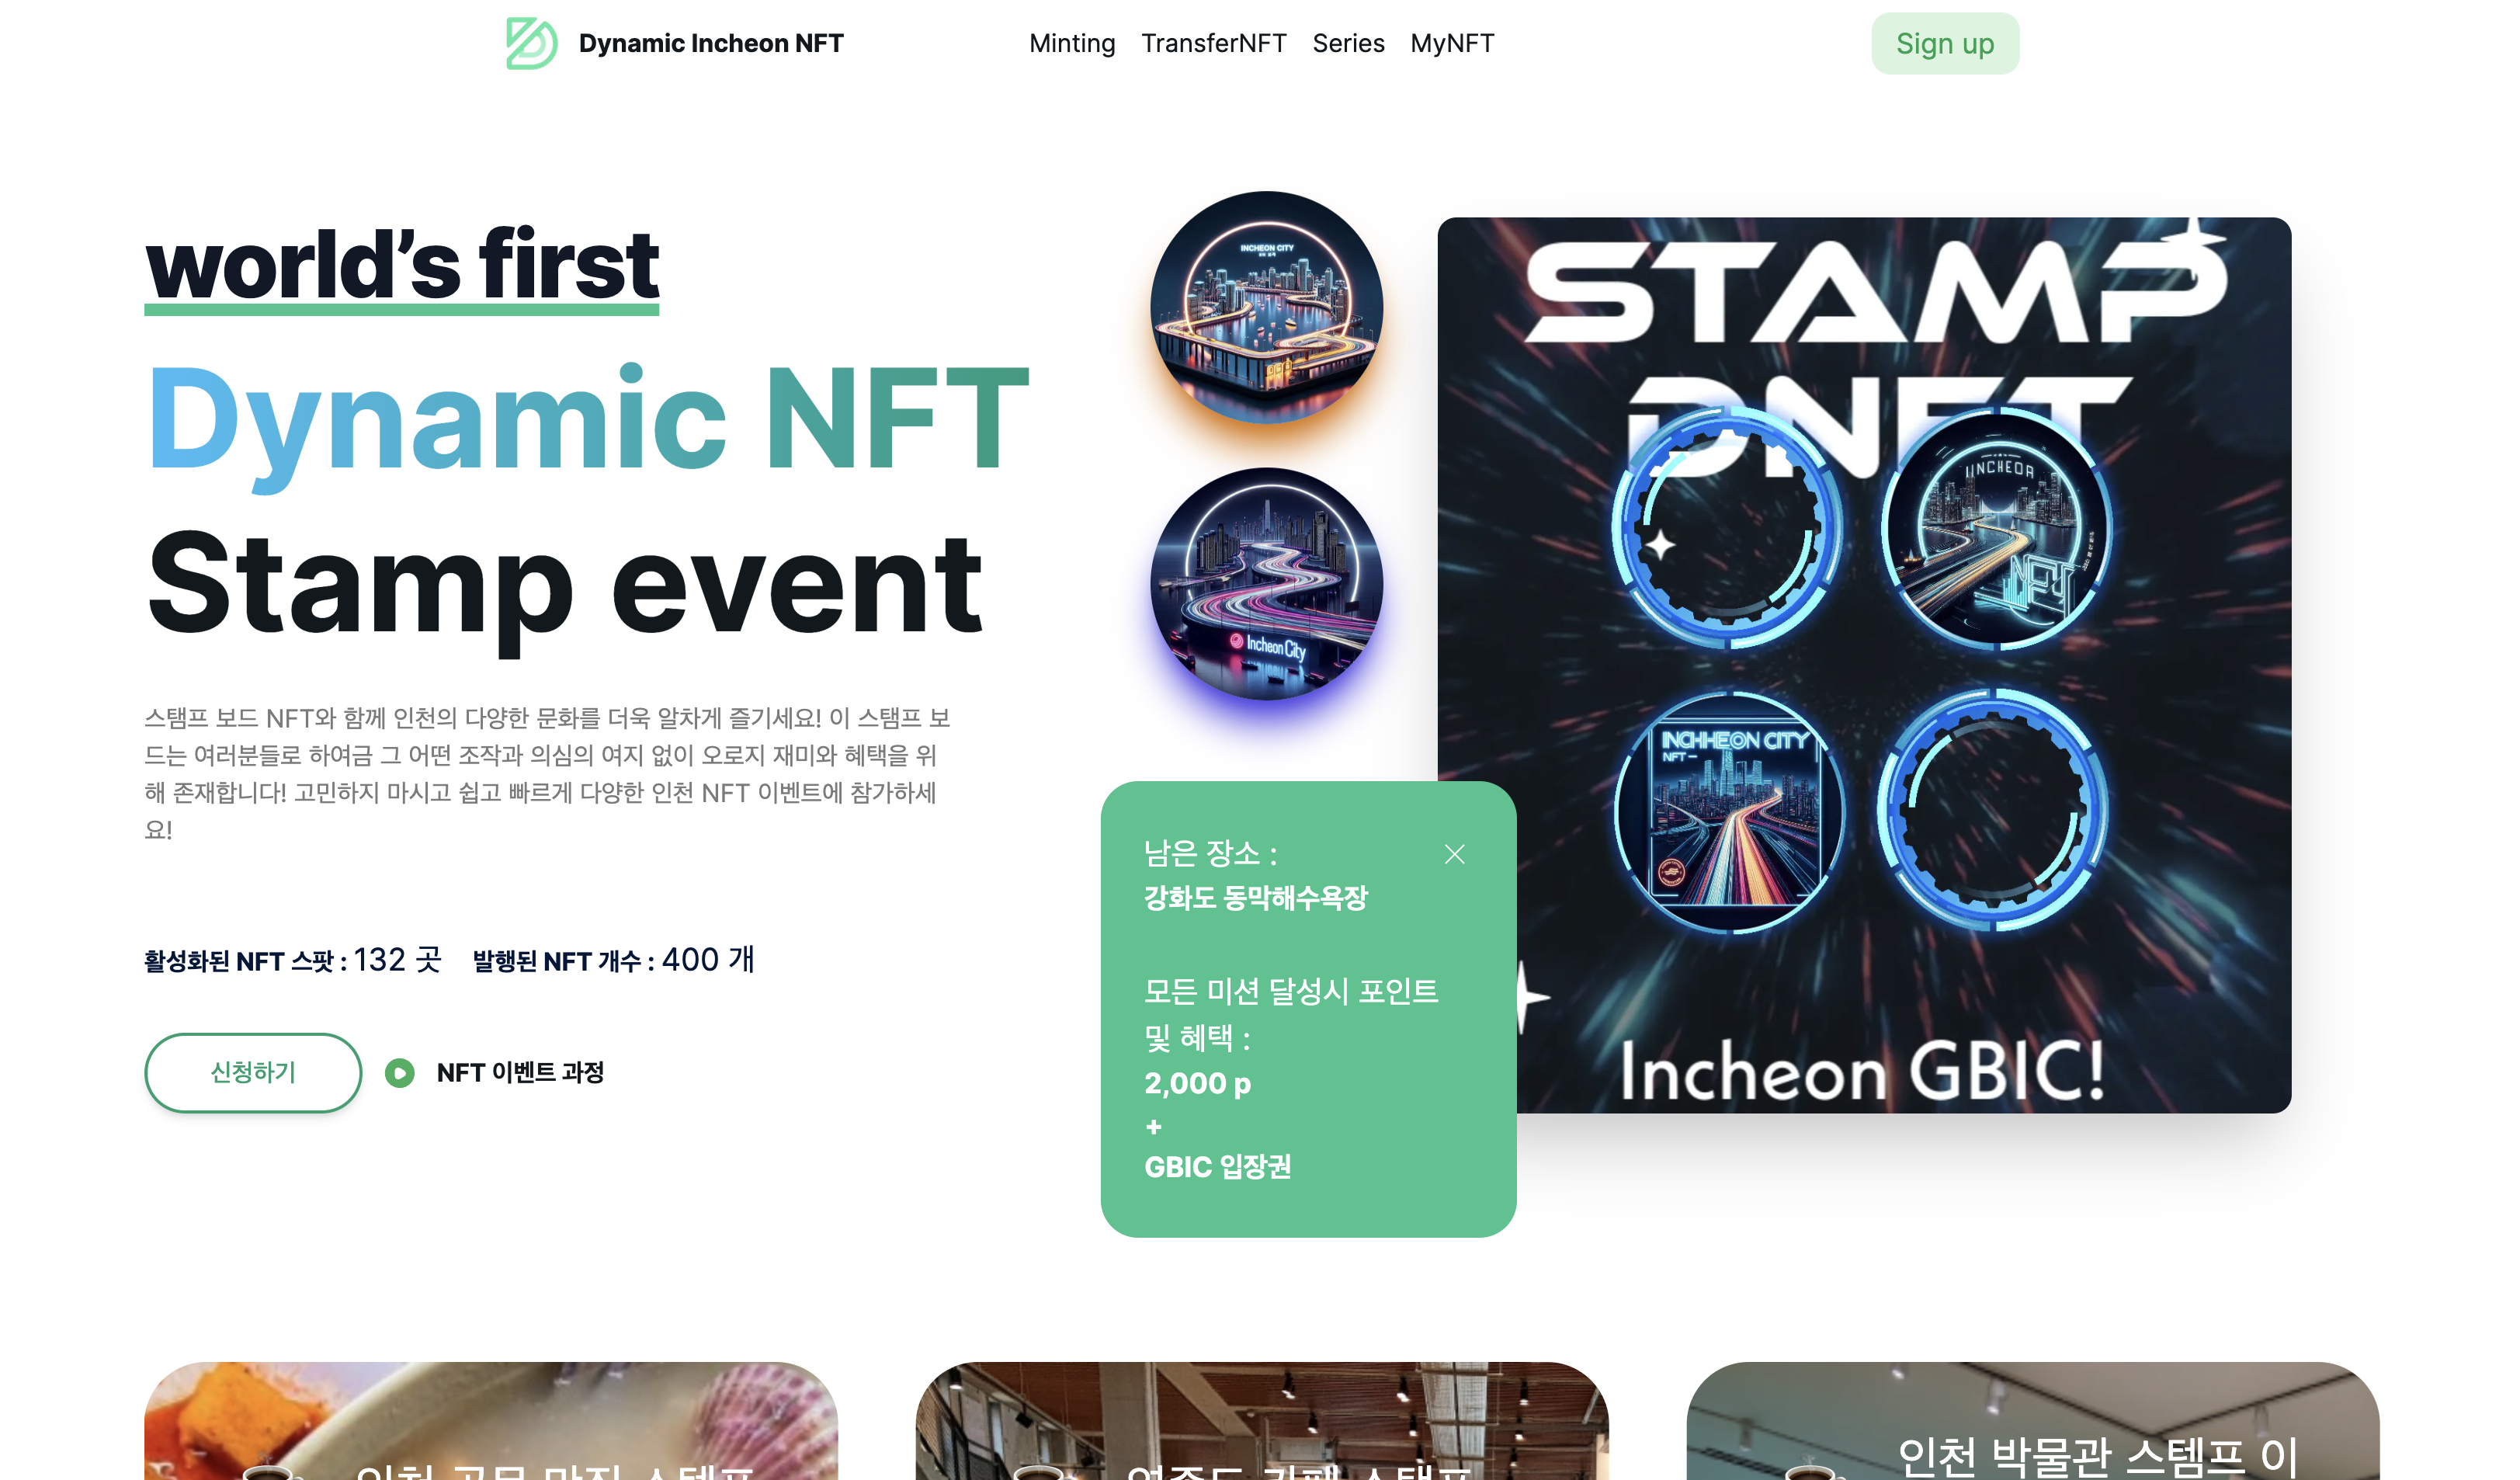 Dynamic Incheon NFT
Minting TransferNFT Series MyNFT
Sign up
world’s first
Dynamic NFT
Stamp event
스탬프 보드 NFT와 함께 인천의 다양한 문화를 더욱 알차게 즐기세요! 이 스탬프 보
드는 여러분들로 하여금 그 어떤 조작과 의심의 여지 없이 오로지 재미와 혜택을 위
해 존재합니다! 고민하지 마시고 쉽고 빠르게 다양한 인천 NFT 이벤트에 참가하세
요!
활성화된 NFT 스팟 : 132 곳 발행된 NFT 개수 : 400 개
신청하기
NFT 이벤트 과정
INCHEON CITY
Incheon City
남은 장소 :
강화도 동막해수욕장
모든 미션 달성시 포인트
및 혜택 :
2,000 p
+
GBIC 입장권
STAMP
DNFT
NFT
INCHHEON CITY
NFT
Incheon GBIC!
인천 박물관 스템프 이